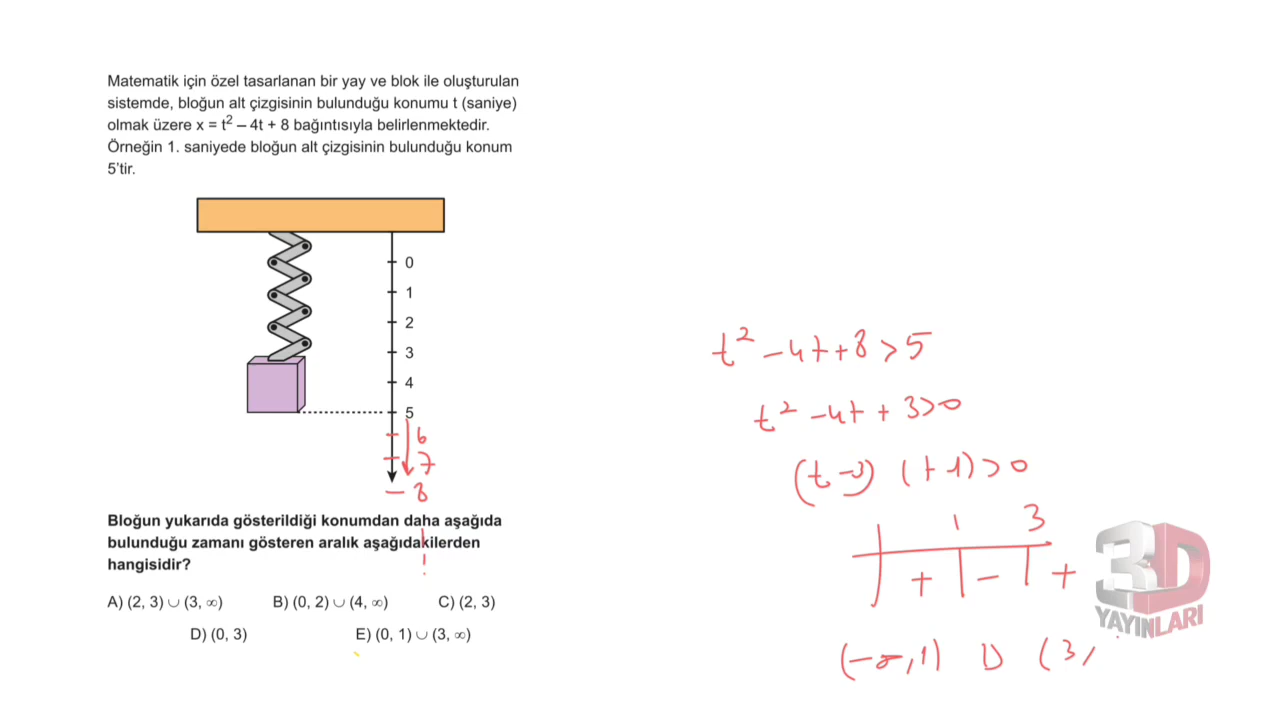 Matematik için özel tasarlanan bir yay ve blok ile oluşturulan
sistemde, bloğun alt çizgisinin bulunduğu konumu t (saniye)
olmak üzere x = t² – 4t + 8 bağıntısıyla belirlenmektedir.
Örneğin 1. saniyede bloğun alt çizgisinin bulunduğu konum
5'tir.
0
1
2
3
4
5
6
7
8
Bloğun yukarıda gösterildiği konumdan daha aşağıda
bulunduğu zamanı gösteren aralık aşağıdakilerden
hangisidir?
!
A) (2, 3) ∪ (3, ∞) B) (0, 2) ∪ (4, ∞) C) (2, 3)
D) (0, 3) E) (0, 1) ∪ (3, ∞)
t² – 4t + 8 > 5
t² – 4t + 3 > 0
(t – 3) (t – 1) > 0
1 3
+ – +
(–∞, 1) ∪ (3,
3D
YAYINLARI